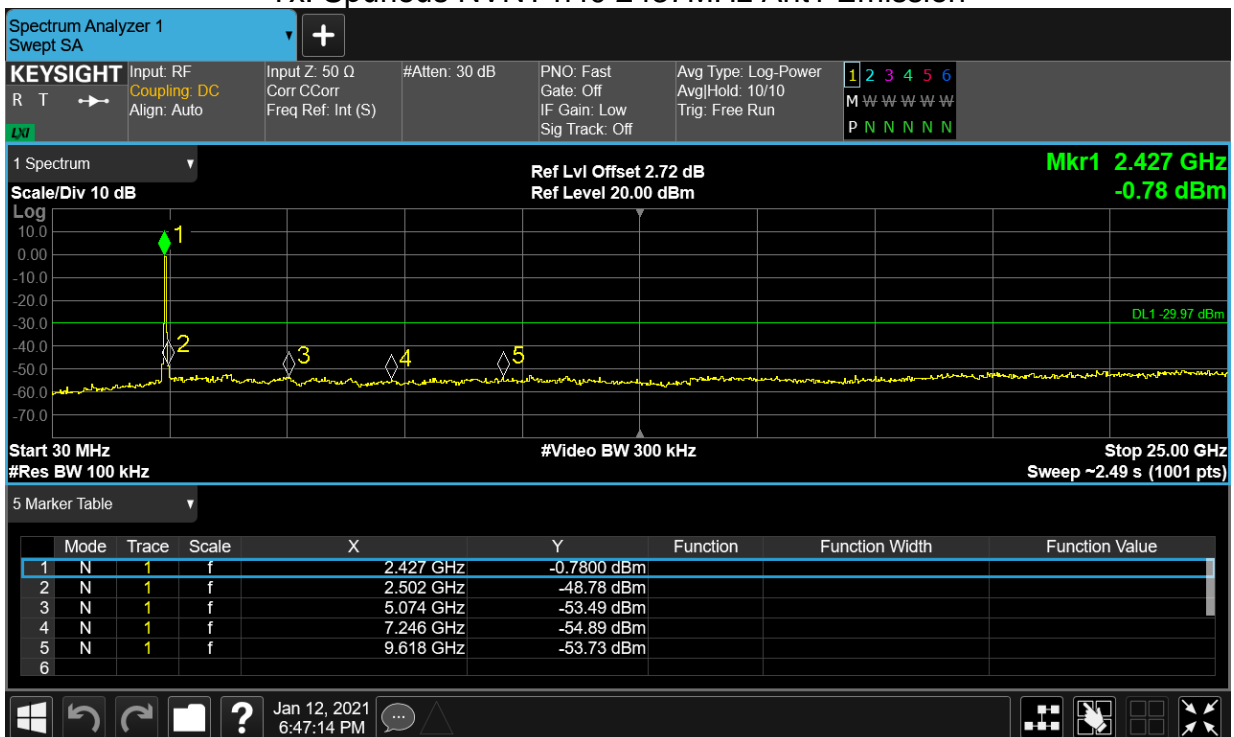 Spectrum Analyzer 1
Swept SA
KEYSIGHT Input: RF Input Z: 50 Ω #Atten: 30 dB PNO: Fast Avg Type: Log-Power 1 2 3 4 5 6
R T Coupling: DC Corr CCorr Gate: Off Avg|Hold: 10/10 M W W W W W
Align: Auto Freq Ref: Int (S) IF Gain: Low Trig: Free Run
LXI Sig Track: Off P N N N N N
1 Spectrum Ref Lvl Offset 2.72 dB Mkr1 2.427 GHz
Scale/Div 10 dB Ref Level 20.00 dBm -0.78 dBm
Log
10.0 1
0.00
-10.0
-20.0
DL1 -29.97 dBm
-30.0
-40.0 2 3 4 5
-50.0
-60.0
-70.0
Start 30 MHz #Video BW 300 kHz Stop 25.00 GHz
#Res BW 100 kHz Sweep ~2.49 s (1001 pts)
5 Marker Table
Mode Trace Scale X Y Function Function Width Function Value
1 N 1 f 2.427 GHz -0.7800 dBm
2 N 1 f 2.502 GHz -48.78 dBm
3 N 1 f 5.074 GHz -53.49 dBm
4 N 1 f 7.246 GHz -54.89 dBm
5 N 1 f 9.618 GHz -53.73 dBm
6
? Jan 12, 2021
6:47:14 PM